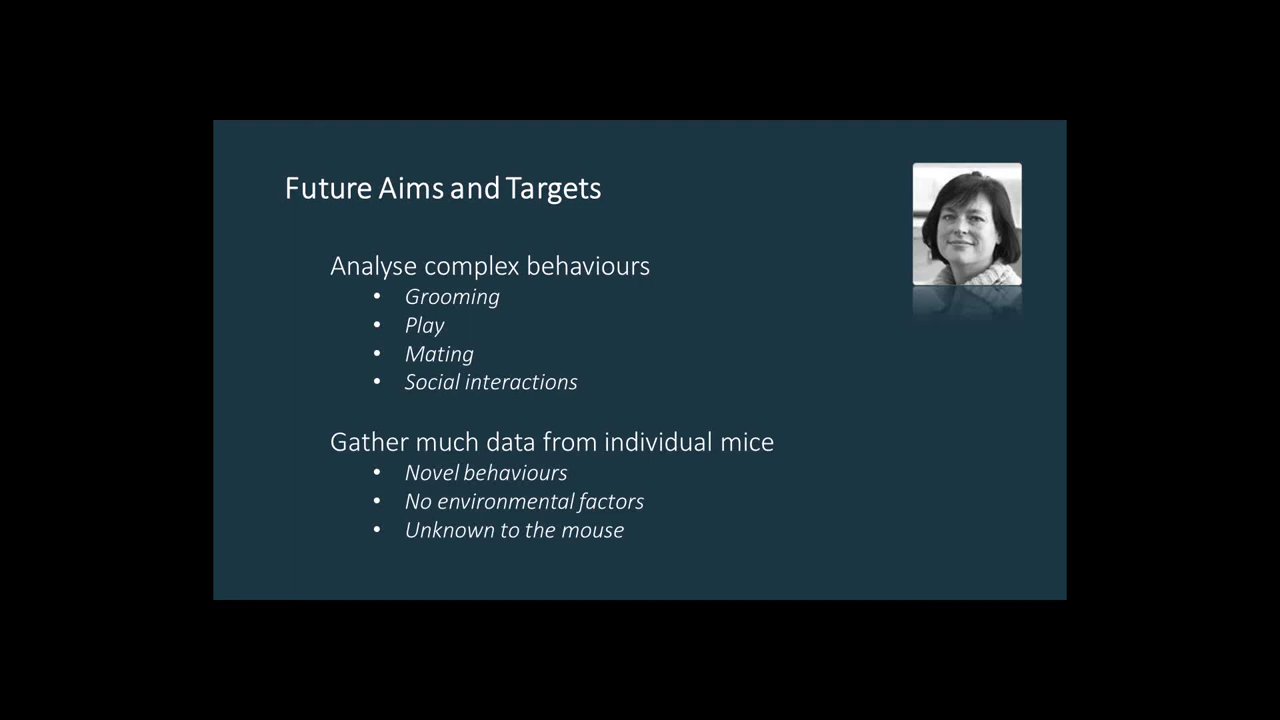 Future Aims and Targets
Analyse complex behaviours
• Grooming
• Play
• Mating
• Social interactions
Gather much data from individual mice
• Novel behaviours
• No environmental factors
• Unknown to the mouse